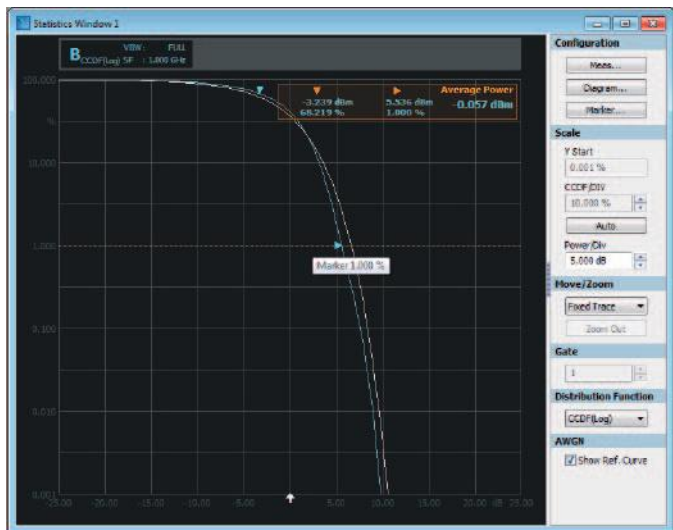 Statistics Window 1
B CCDF(Log) VBW : FULL
SF : 1.000 GHz
-3.239 dBm 5.536 dBm Average Power
68.219 % 1.000 % -0.057 dBm
100.000
%
10.000
1.000
Marker 1.000 %
0.100
0.010
0.001
-25.00 -20.00 -15.00 -10.00 -5.00 5.00 10.00 15.00 20.00 dB 25.00
Configuration
Meas...
Diagram...
Marker...
Scale
Y Start
0.001 %
CCDF/DIV
10.000 %
Auto
Power/Div
5.000 dB
Move/Zoom
Fixed Trace
Zoom Out
Gate
1
Distribution Function
CCDF(Log)
AWGN
Show Ref. Curve